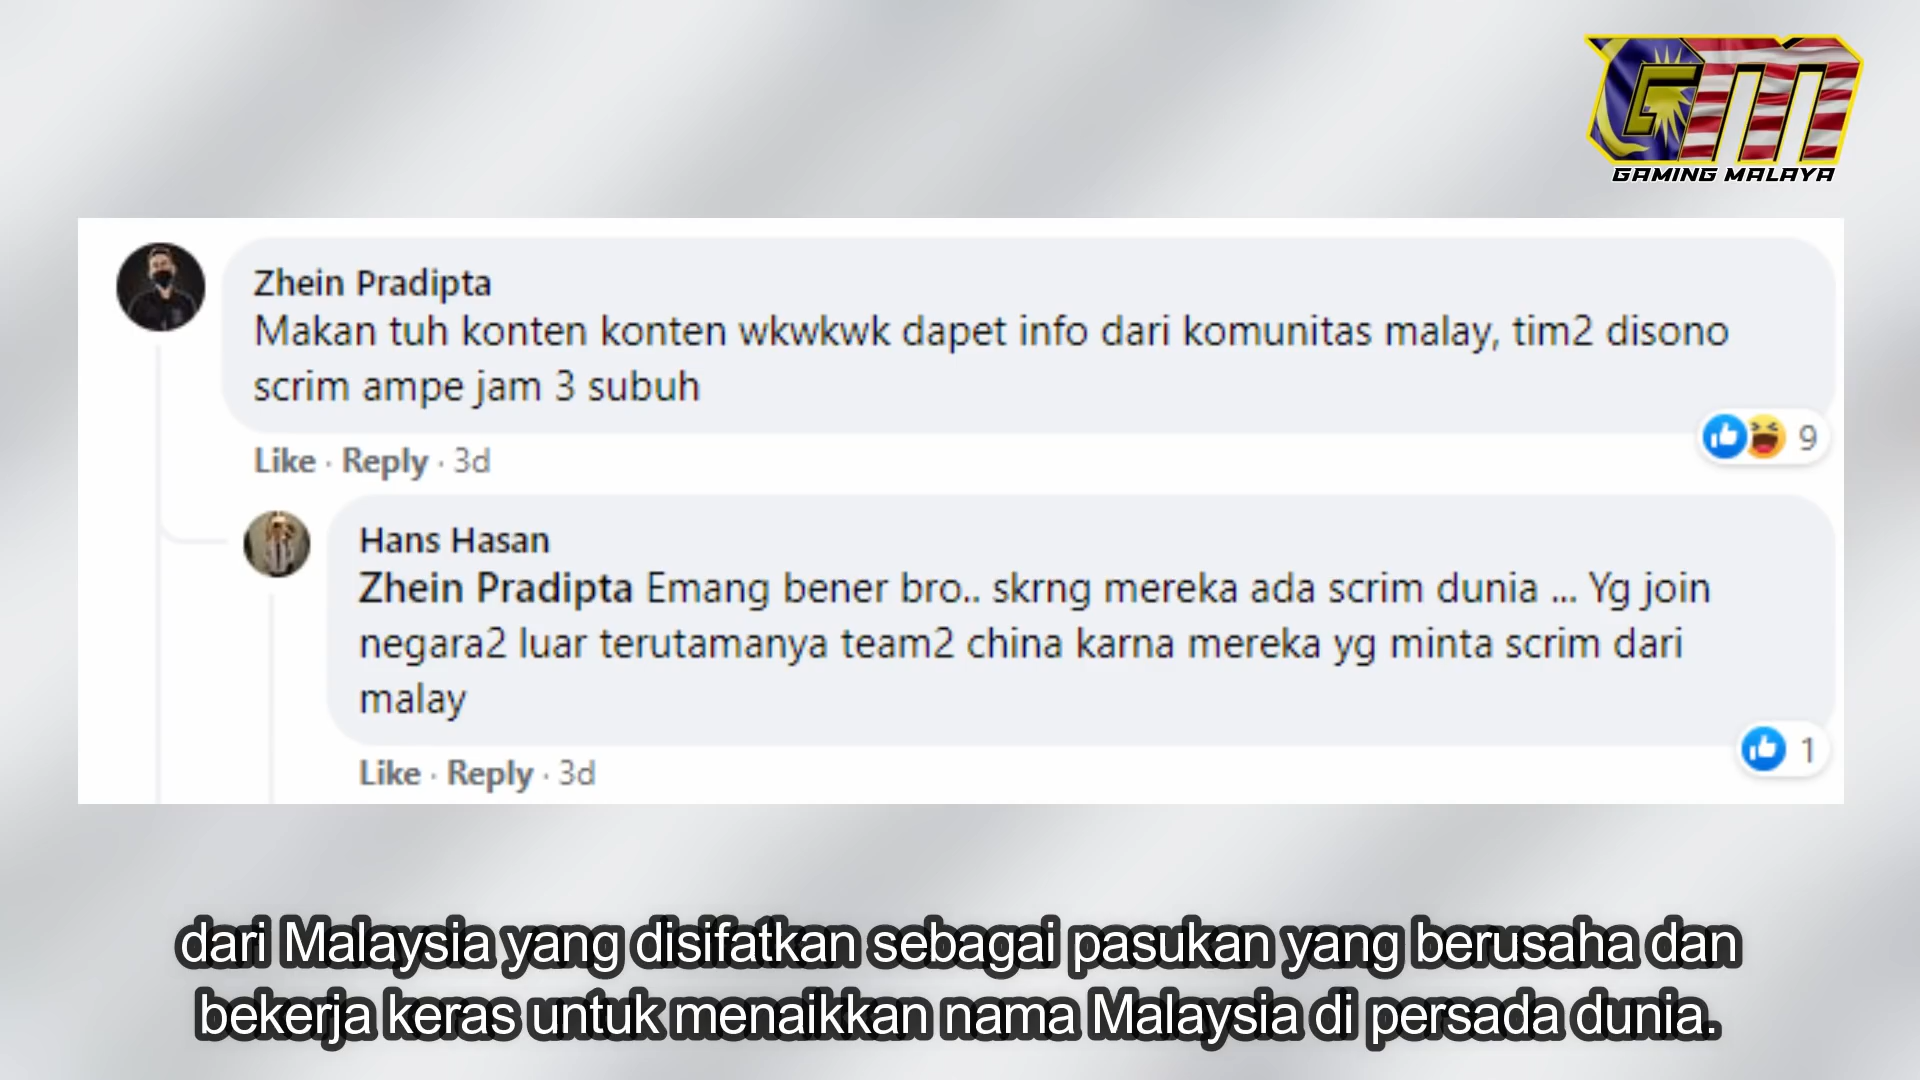 GM
GAMING MALAYA
Zhein Pradipta
Makan tuh konten konten wkwkwk dapet info dari komunitas malay, tim2 disono
scrim ampe jam 3 subuh
Like · Reply · 3d
9
Hans Hasan
Zhein Pradipta Emang bener bro.. skrng mereka ada scrim dunia ... Yg join
negara2 luar terutamanya team2 china karna mereka yg minta scrim dari
malay
Like · Reply · 3d
1
dari Malaysia yang disifatkan sebagai pasukan yang berusaha dan
bekerja keras untuk menaikkan nama Malaysia di persada dunia.